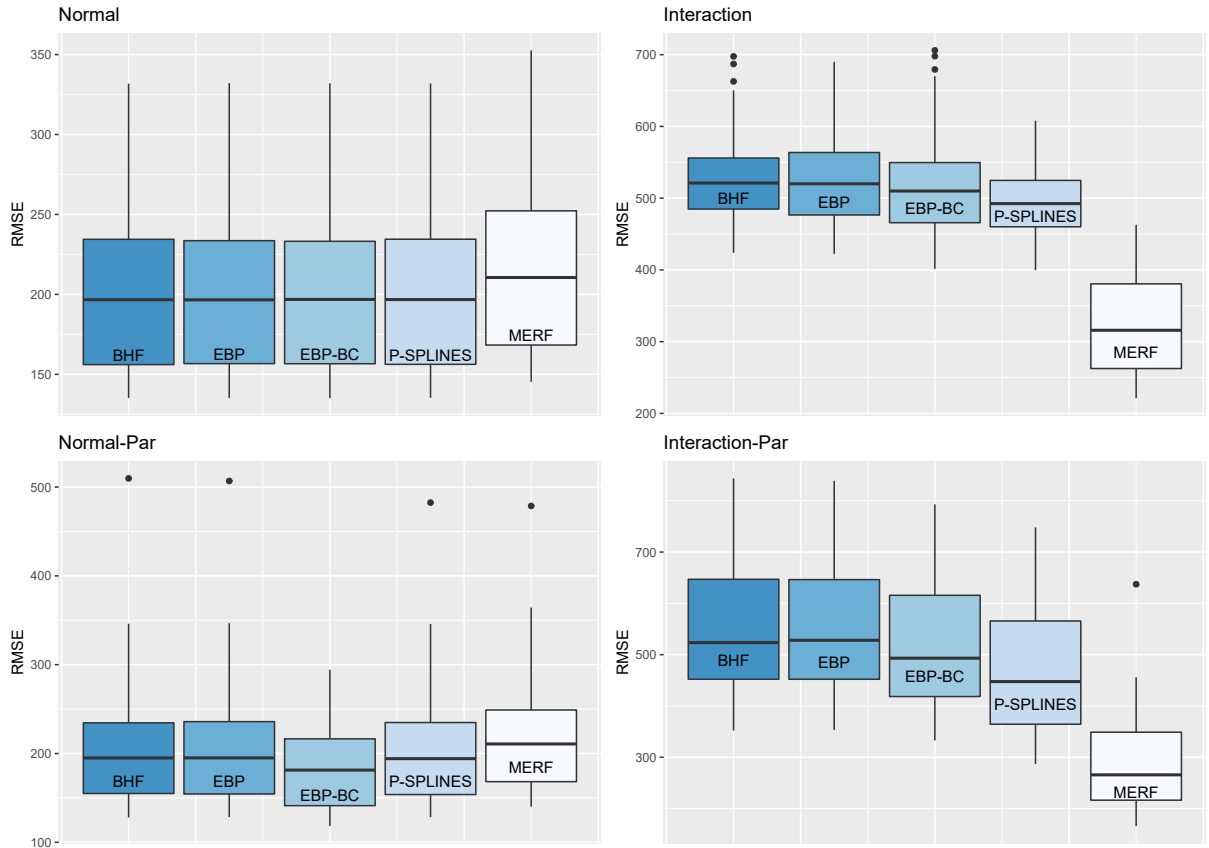 Normal
RMSE
350
300
250
200
150
BHF
EBP
EBP-BC
P-SPLINES
MERF
Interaction
RMSE
700
600
500
400
300
200
BHF
EBP
EBP-BC
P-SPLINES
MERF
Normal-Par
RMSE
500
400
300
200
100
BHF
EBP
EBP-BC
P-SPLINES
MERF
Interaction-Par
RMSE
700
500
300
BHF
EBP
EBP-BC
P-SPLINES
MERF